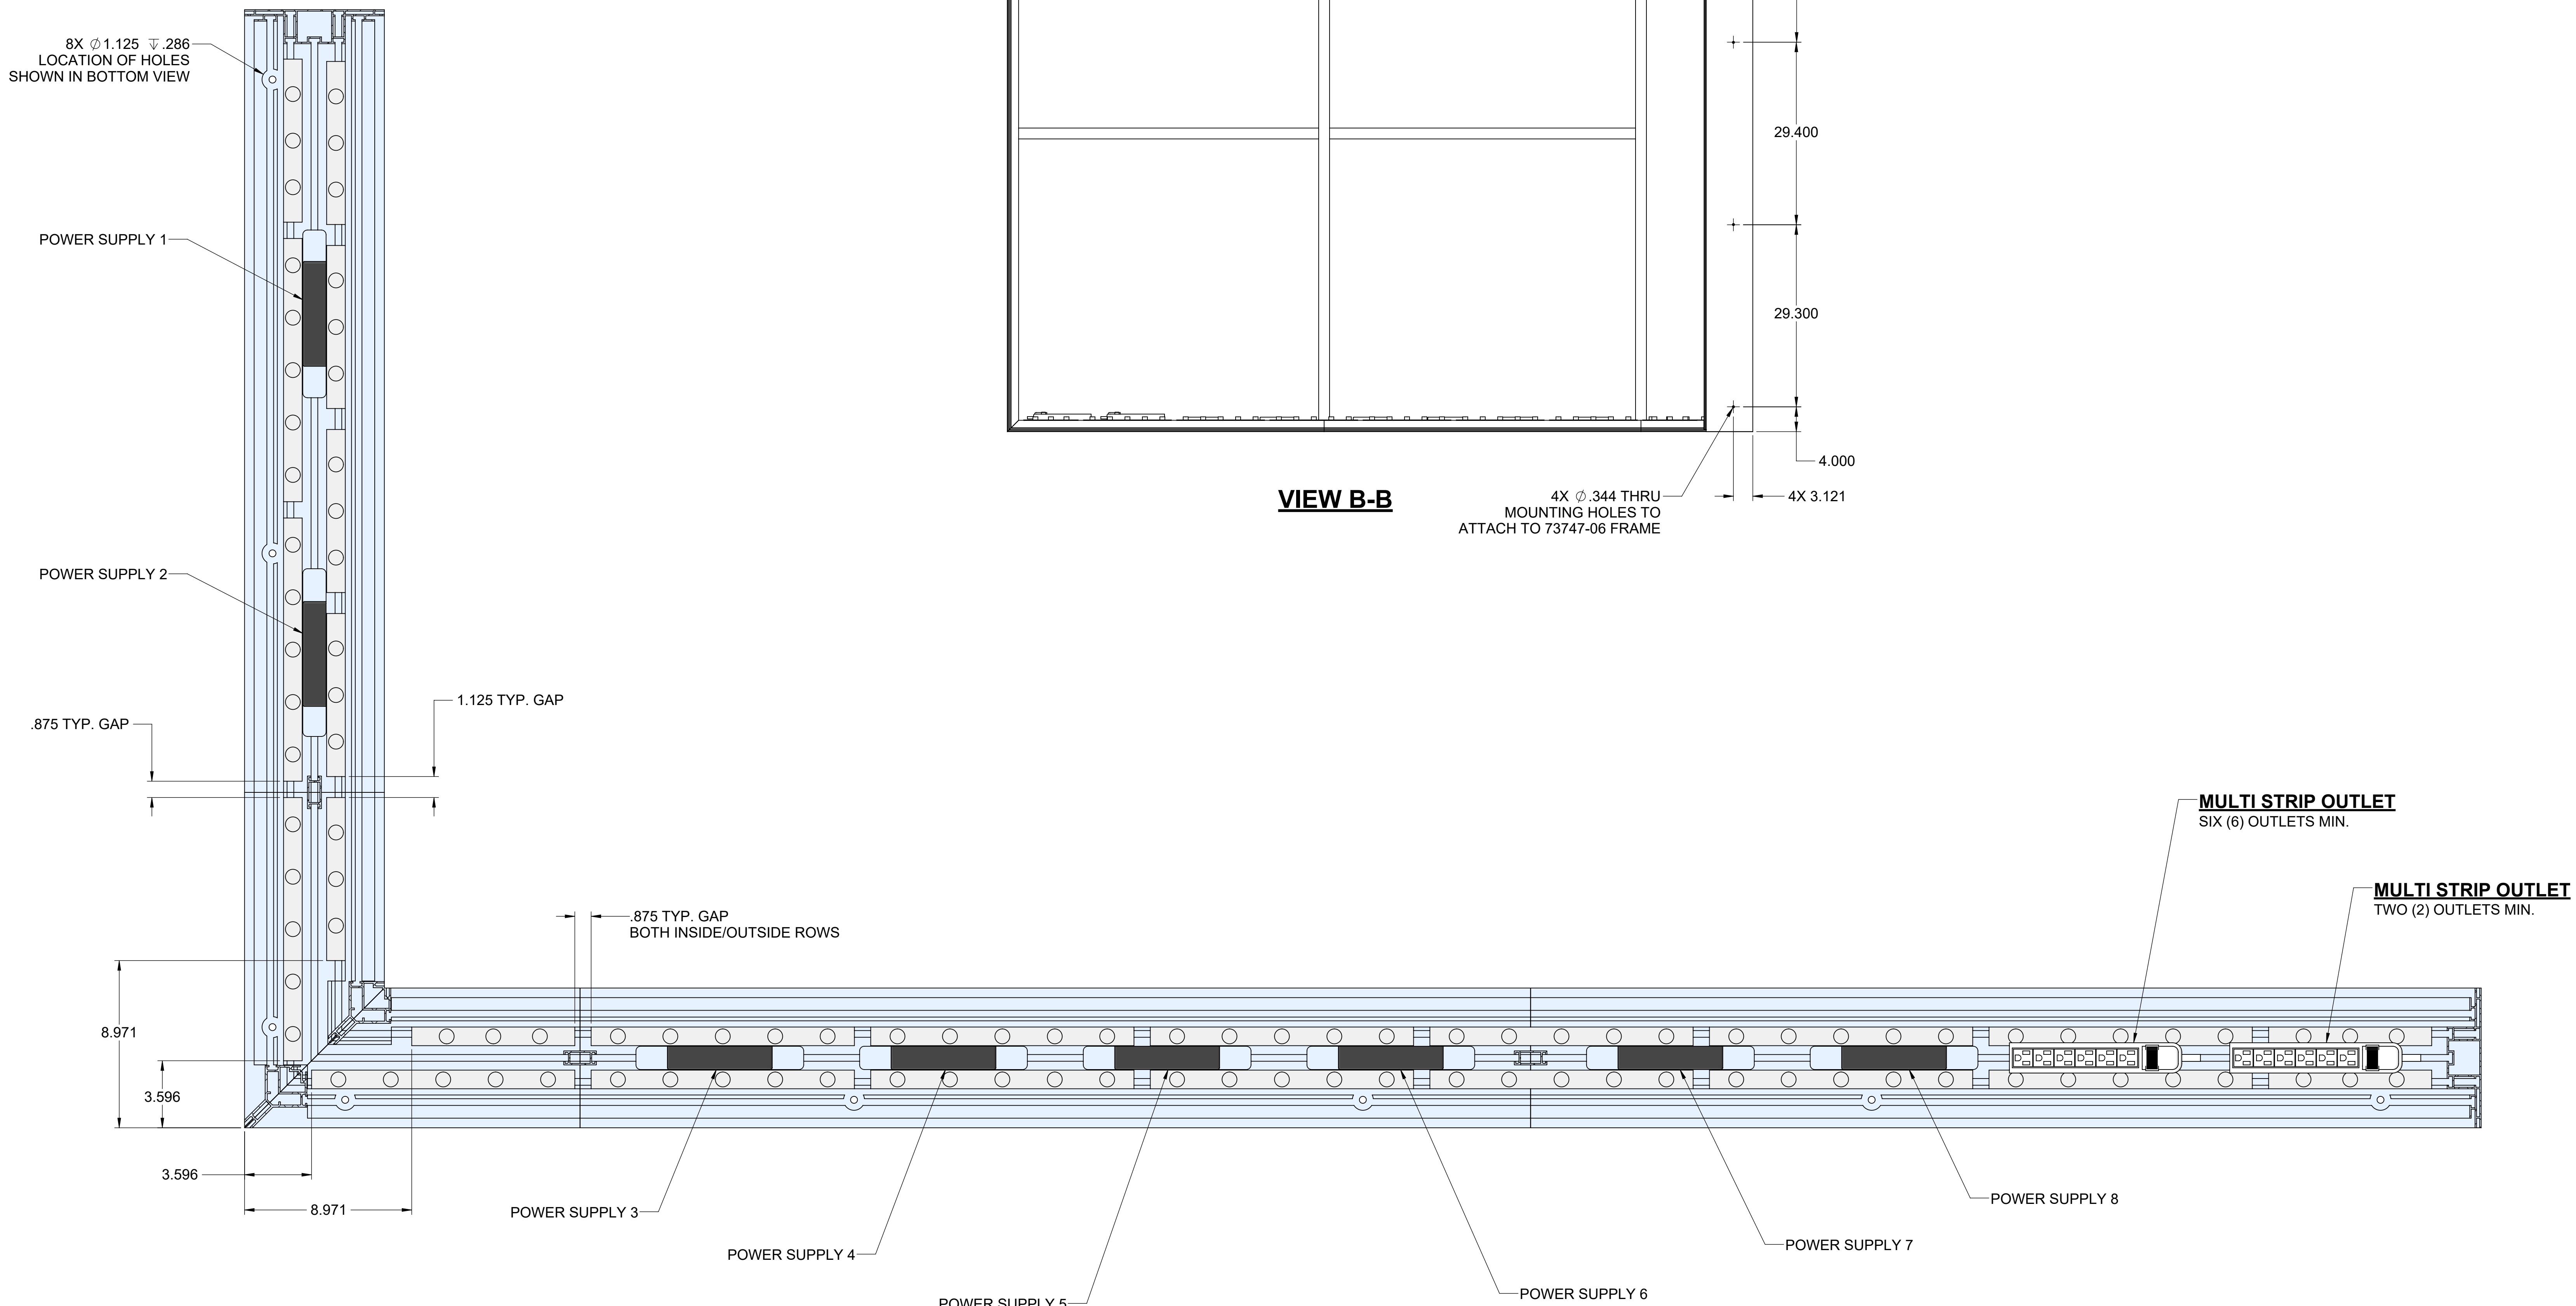 8X ⌀1.125 ↧.286
LOCATION OF HOLES
SHOWN IN BOTTOM VIEW
29.400
29.300
4.000
4X 3.121
VIEW B-B
4X ⌀.344 THRU
MOUNTING HOLES TO
ATTACH TO 73747-06 FRAME
POWER SUPPLY 1
POWER SUPPLY 2
.875 TYP. GAP
1.125 TYP. GAP
MULTI STRIP OUTLET
SIX (6) OUTLETS MIN.
MULTI STRIP OUTLET
TWO (2) OUTLETS MIN.
.875 TYP. GAP
BOTH INSIDE/OUTSIDE ROWS
8.971
3.596
3.596
8.971
POWER SUPPLY 3
POWER SUPPLY 4
POWER SUPPLY 5
POWER SUPPLY 6
POWER SUPPLY 7
POWER SUPPLY 8